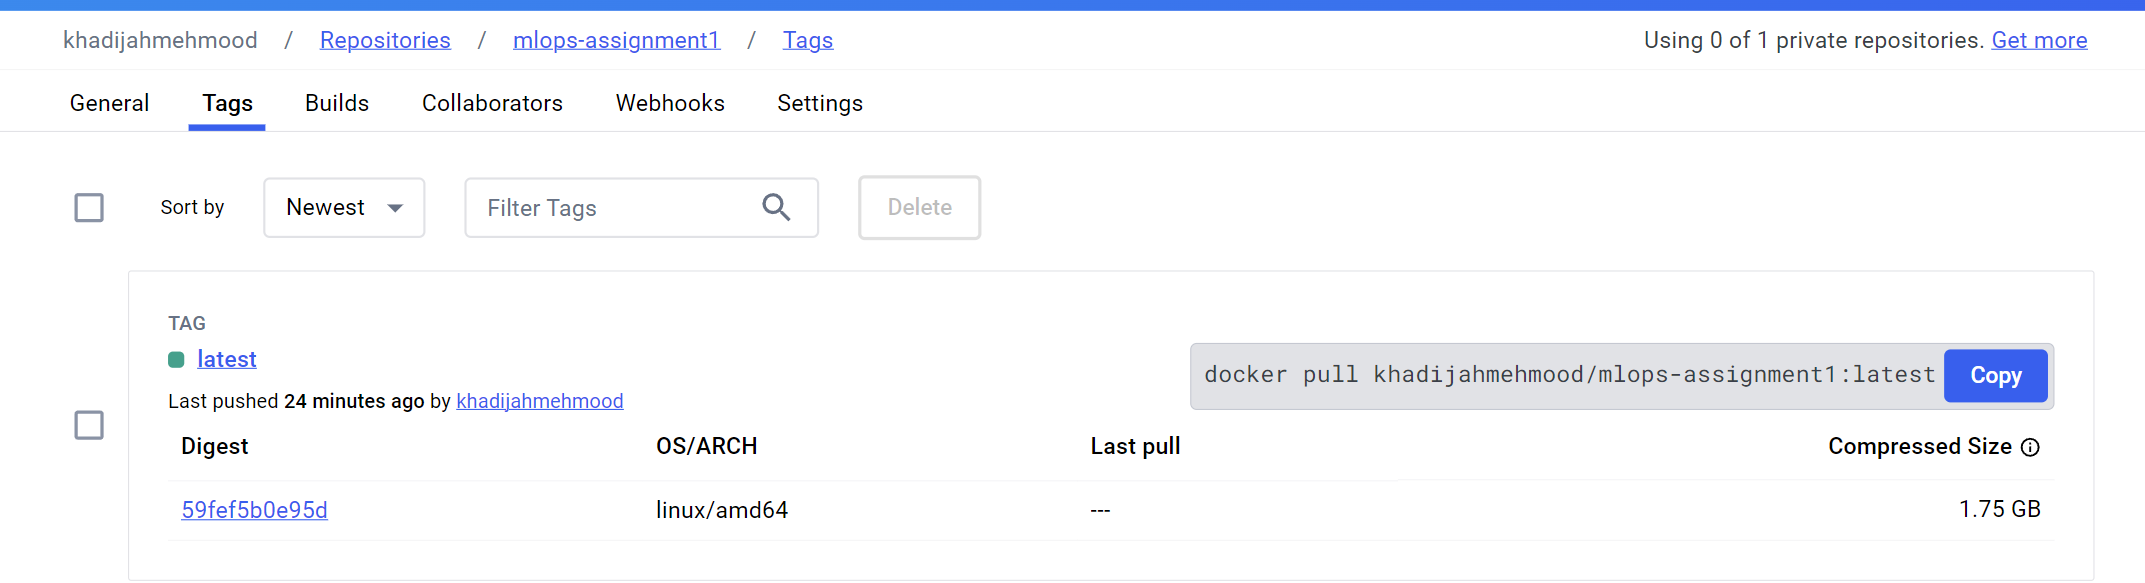 khadijahmehmood / Repositories / mlops-assignment1 / Tags Using 0 of 1 private repositories. Get more
General Tags Builds Collaborators Webhooks Settings
Sort by Newest Filter Tags Delete
TAG
latest
docker pull khadijahmehmood/mlops-assignment1:latest Copy
Last pushed 24 minutes ago by khadijahmehmood
Digest OS/ARCH Last pull Compressed Size
59fef5b0e95d linux/amd64 --- 1.75 GB